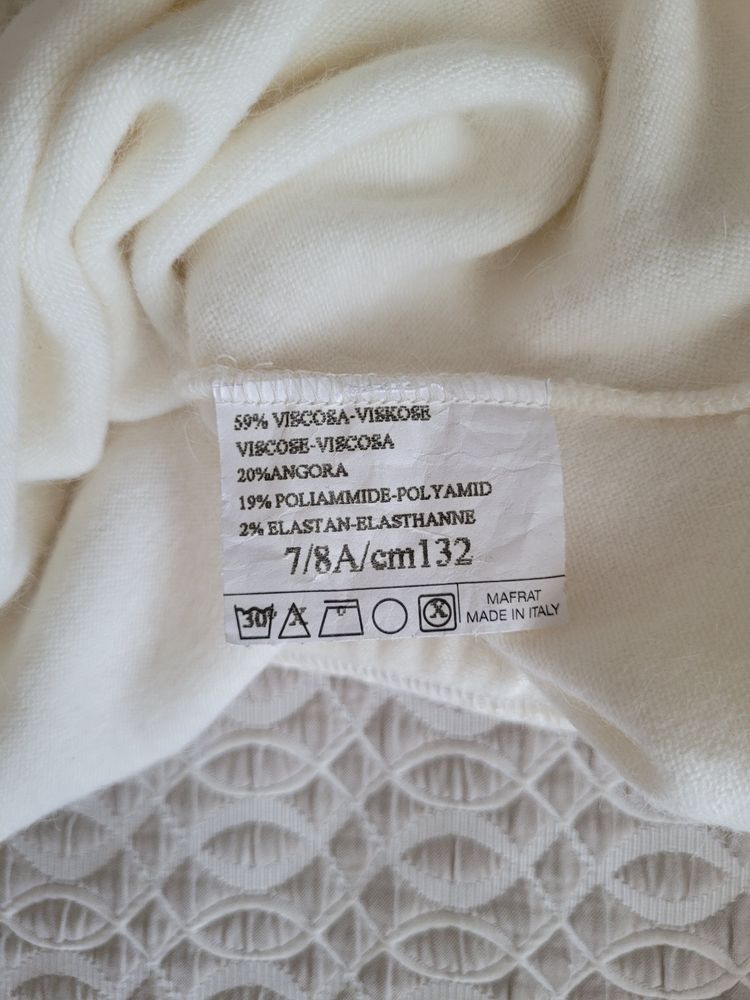 59% VISCOSA-VISKOSE
VISCOSE-VISCOSA
20%ANGORA
19% POLIAMMIDE-POLYAMID
2% ELASTAN-ELASTHANNE
7/8A/cm132
30°
MAFRAT
MADE IN ITALY